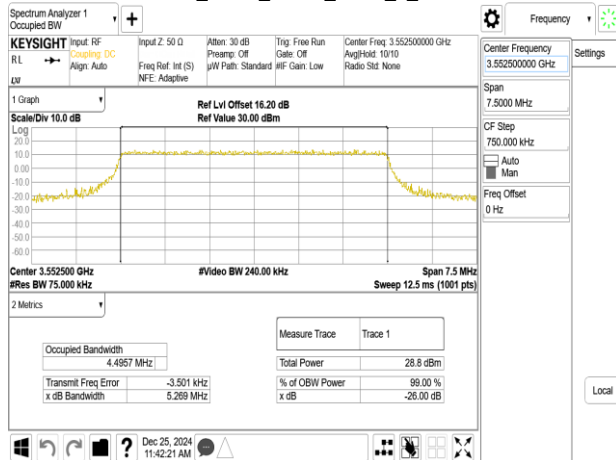 Spectrum Analyzer 1
Occupied BW
Frequency
KEYSIGHT
RL
Input: RF
Coupling: DC
Align: Auto
Input Z: 50 Ω
Freq Ref: Int (S)
NFE: Adaptive
Atten: 30 dB
Preamp: Off
µW Path: Standard
Trig: Free Run
Gate: Off
#IF Gain: Low
Center Freq: 3.552500000 GHz
Avg|Hold: 10/10
Radio Std: None
Center Frequency
3.552500000 GHz
Settings
Span
7.5000 MHz
CF Step
750.000 kHz
Auto
Man
Freq Offset
0 Hz
1 Graph
Scale/Div 10.0 dB
Ref Lvl Offset 16.20 dB
Ref Value 30.00 dBm
Log
20.0
10.0
0.00
-10.0
-20.0
-30.0
-40.0
-50.0
-60.0
Center 3.552500 GHz
#Video BW 240.00 kHz
Span 7.5 MHz
#Res BW 75.000 kHz
Sweep 12.5 ms (1001 pts)
2 Metrics
Measure Trace
Trace 1
Occupied Bandwidth
4.4957 MHz
Total Power
28.8 dBm
Transmit Freq Error
-3.501 kHz
% of OBW Power
99.00 %
x dB Bandwidth
5.269 MHz
x dB
-26.00 dB
Local
Dec 25, 2024
11:42:21 AM